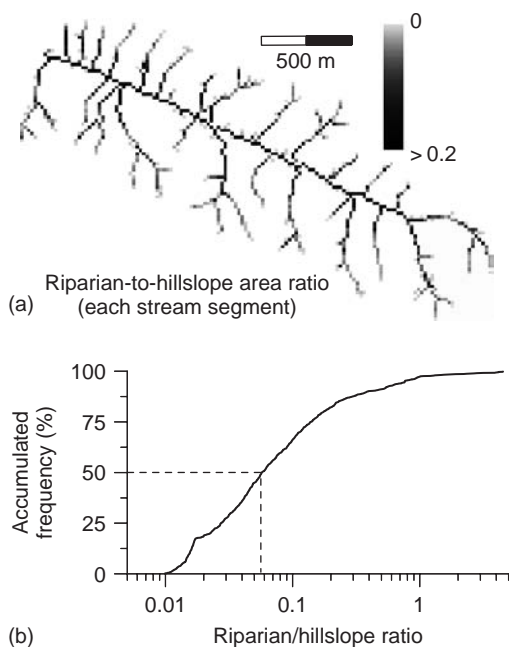 0
500 m
> 0.2
Riparian-to-hillslope area ratio
(a) (each stream segment)
100
75
50
25
0
Accumulated
frequency (%)
0.01 0.1 1
(b) Riparian/hillslope ratio